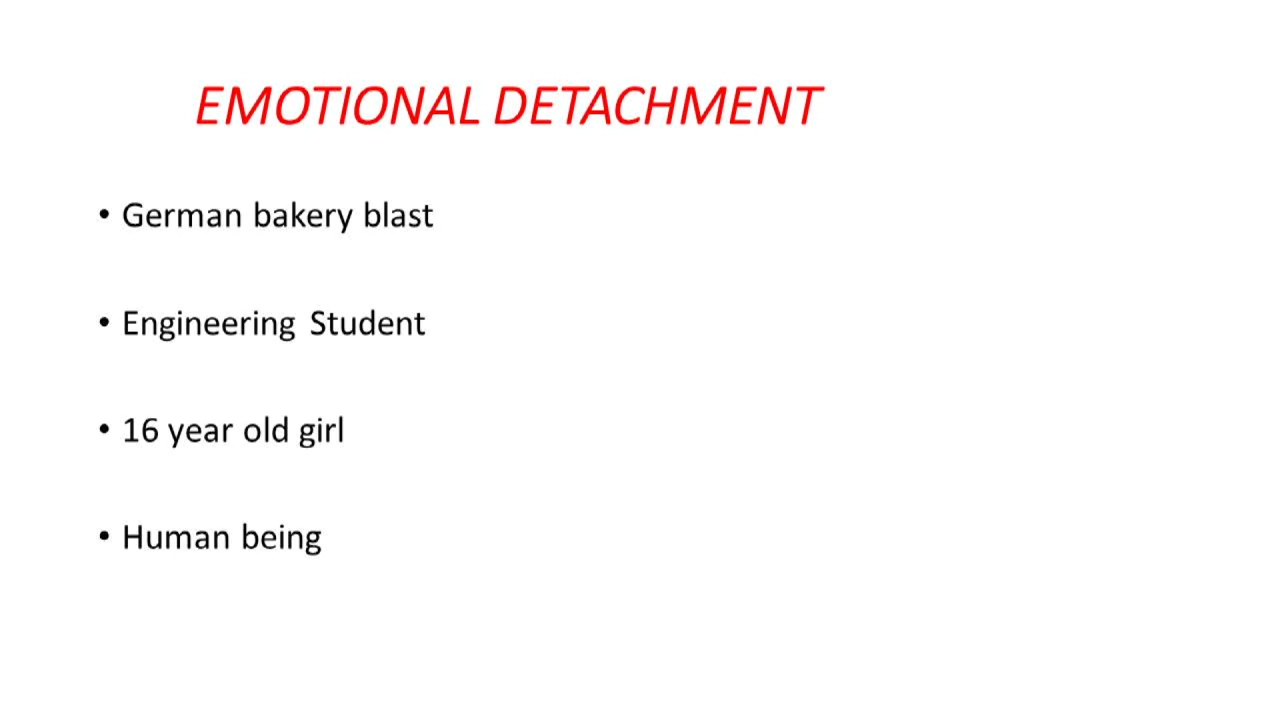 EMOTIONAL DETACHMENT
• German bakery blast
• Engineering Student
• 16 year old girl
• Human being